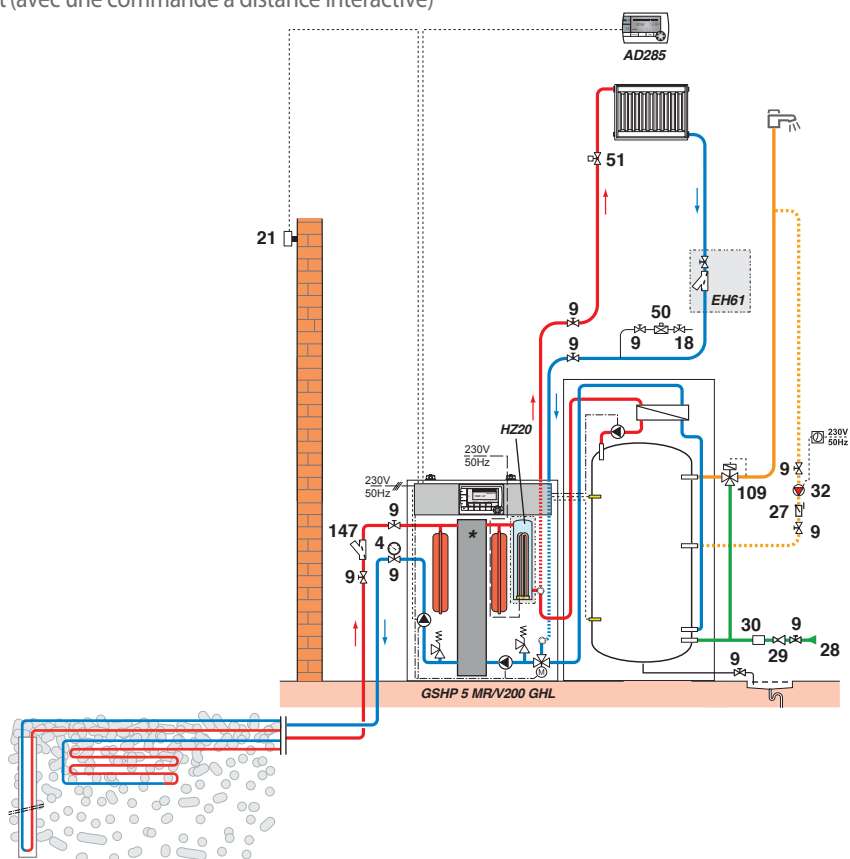 t (avec une commande à distance interactive)
AD285
51
21
EH61
9
50
9
9
18
HZ20
230V
50Hz
230V
50Hz
230V
50Hz
9
109
32
27
9
9
147
4
9
9
*
M
30
9
29
28
9
GSHP 5 MR/V200 GHL